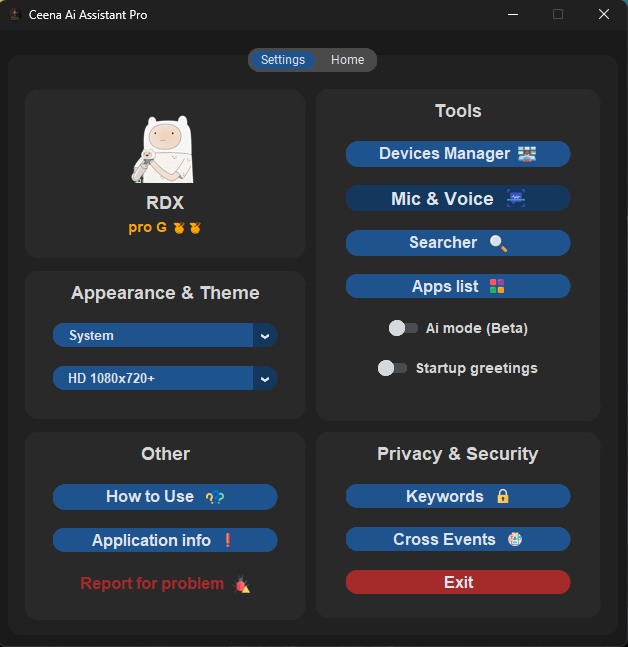 Ceena Ai Assistant Pro
Settings
Home
RDX
pro G
Appearance & Theme
System
HD 1080x720+
Other
How to Use
Application info
Report for problem
Tools
Devices Manager
Mic & Voice
Searcher
Apps list
Ai mode (Beta)
Startup greetings
Privacy & Security
Keywords
Cross Events
Exit